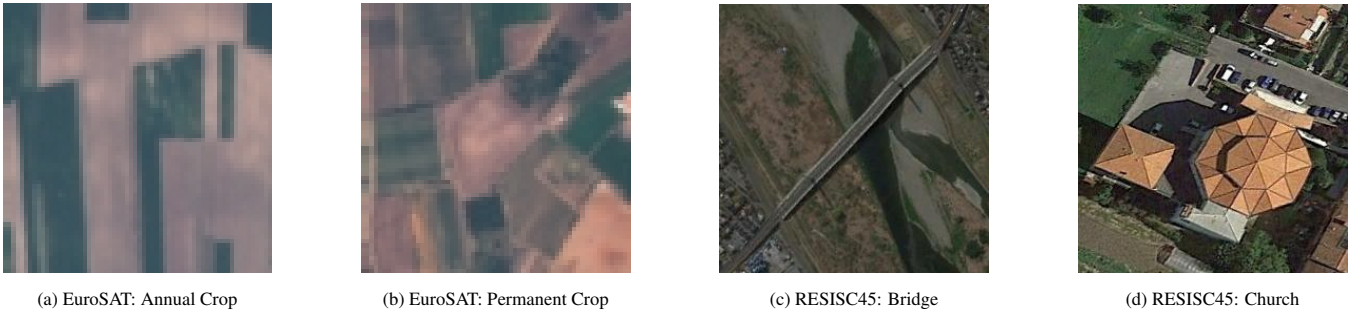 (a) EuroSAT: Annual Crop
(b) EuroSAT: Permanent Crop
(c) RESISC45: Bridge
(d) RESISC45: Church